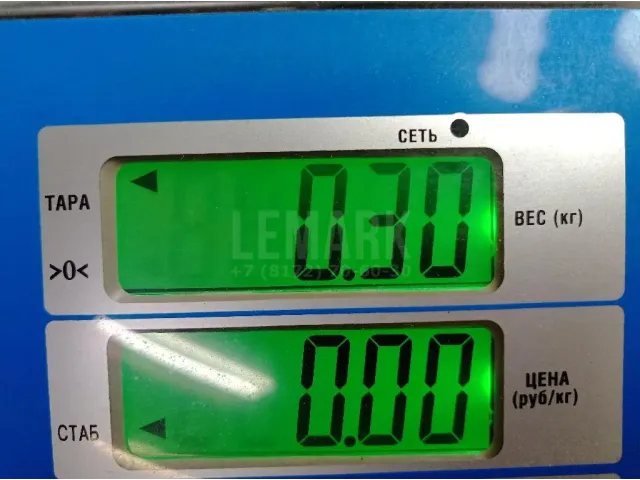 СЕТЬ
ТАРА
0.30
ВЕС (кг)
>0<
LEMARK
0.00
ЦЕНА
(руб/кг)
СТАБ